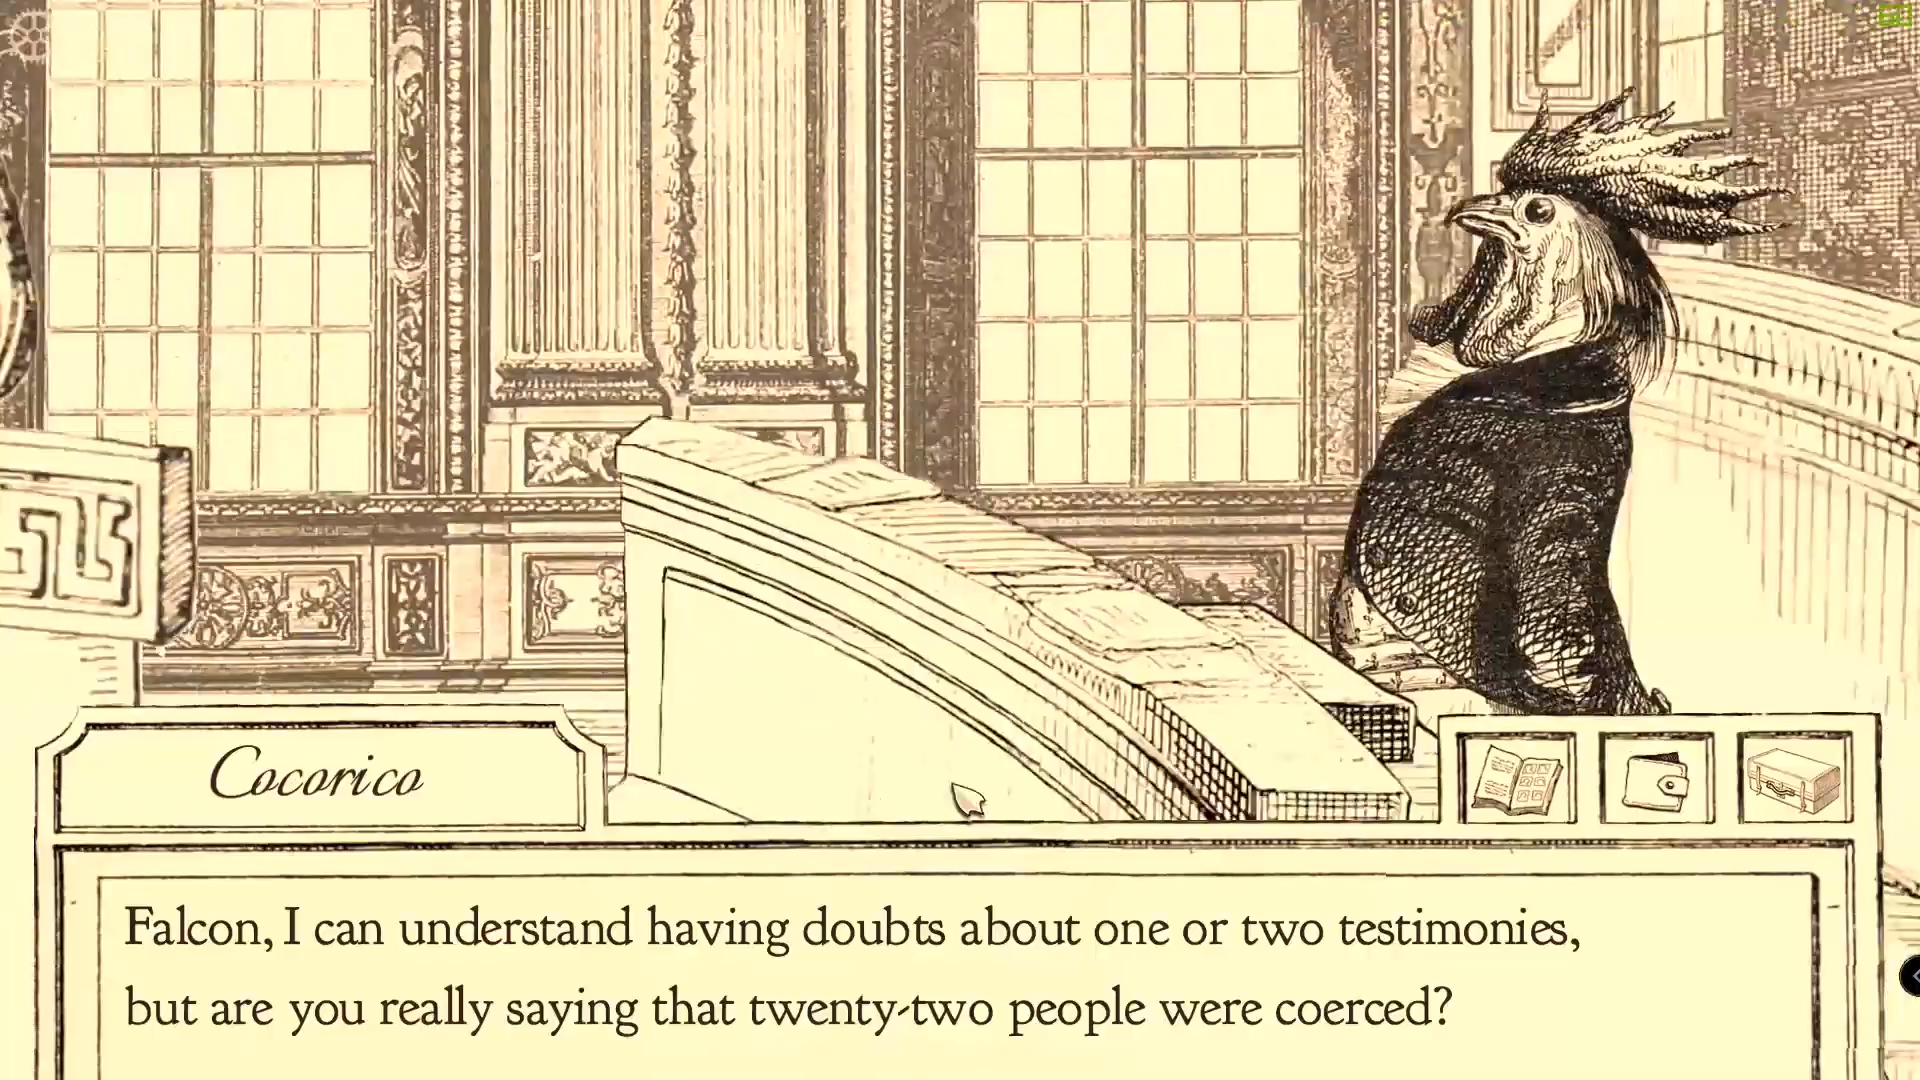 Cocorico
Falcon, I can understand having doubts about one or two testimonies,
but are you really saying that twenty-two people were coerced?